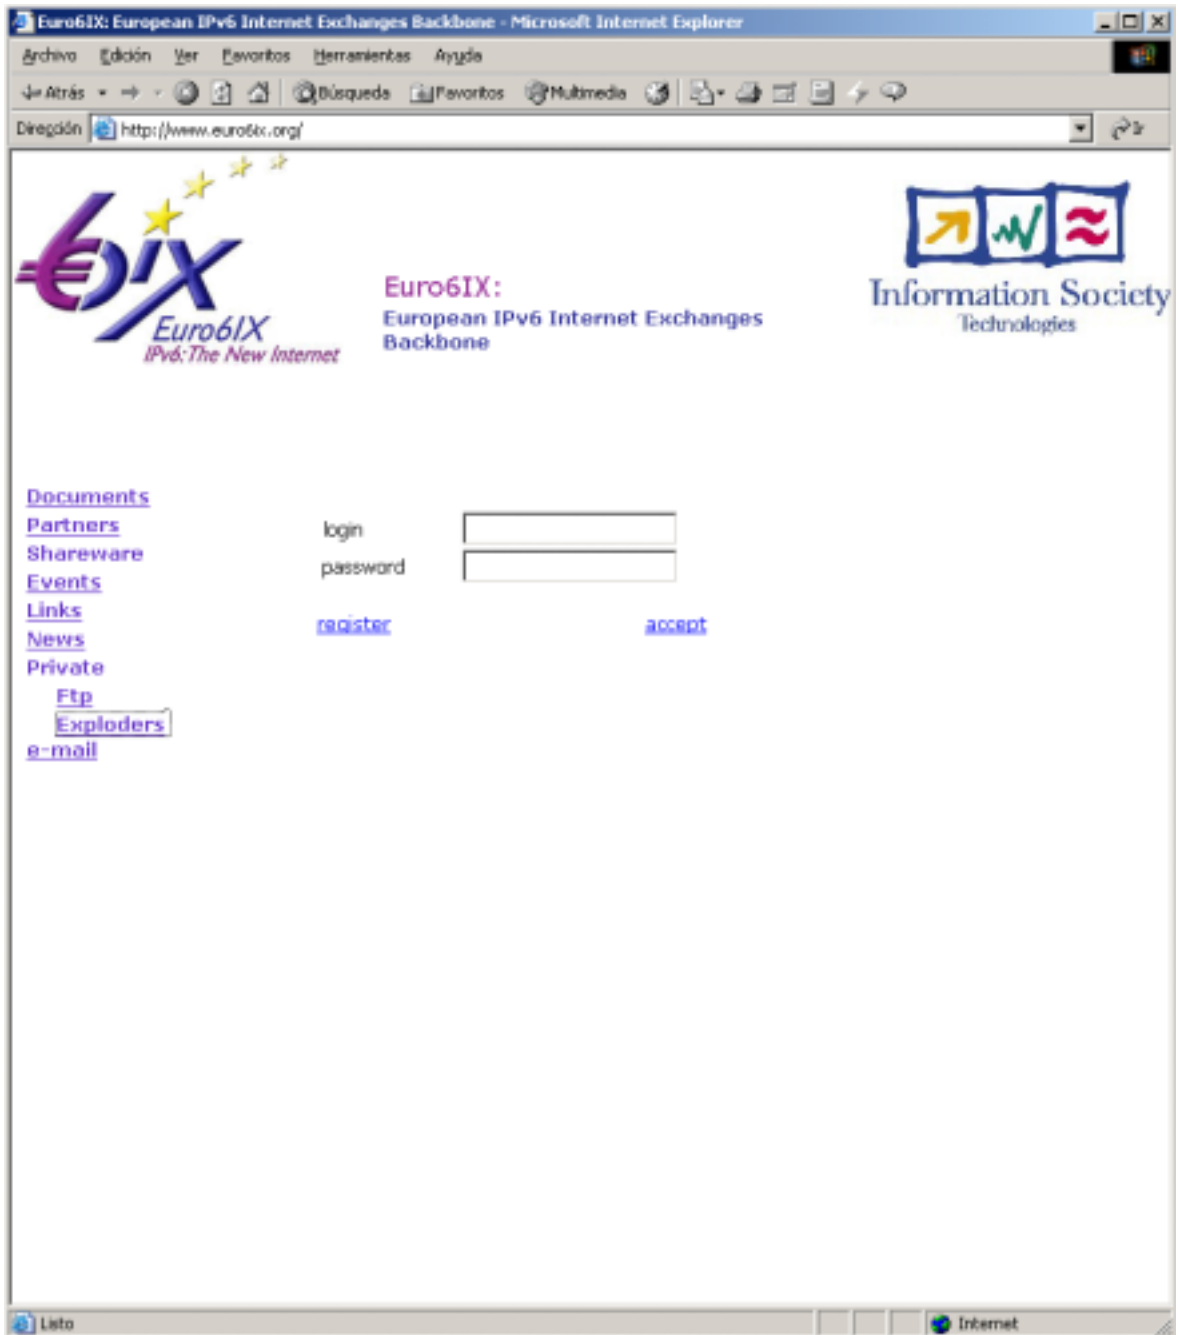 Euro6IX: European IPv6 Internet Exchanges Backbone - Microsoft Internet Explorer
Archivo Edición Ver Favoritos Herramientas Ayuda
Atrás Búsqueda Favoritos Multimedia
Dirección http://www.euro6ix.org/ Ir
6IX
Euro6IX
IPv6: The New Internet
Euro6IX:
European IPv6 Internet Exchanges
Backbone
Information Society
Technologies
Documents
Partners
Shareware
Events
Links
News
Private
Ftp
Exploders
e-mail
login
password
register accept
Listo Internet